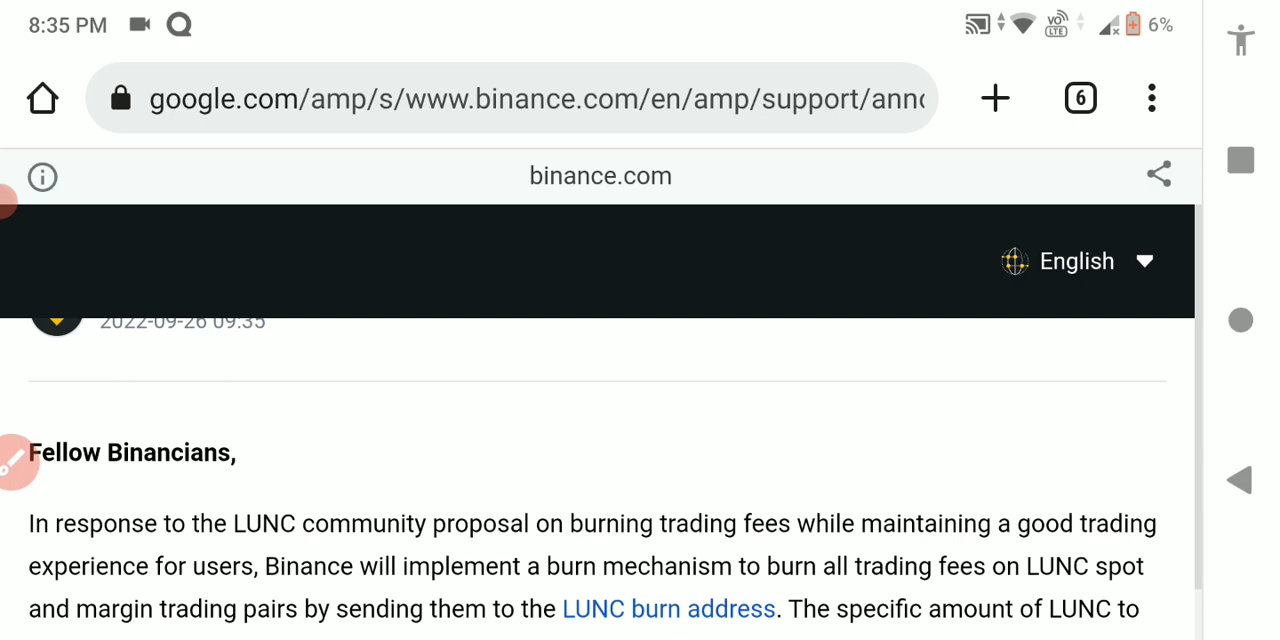 8:35 PM VO LTE 6%
google.com/amp/s/www.binance.com/en/amp/support/anno 6
binance.com
English
2022-09-26 09:35
Fellow Binancians,
In response to the LUNC community proposal on burning trading fees while maintaining a good trading
experience for users, Binance will implement a burn mechanism to burn all trading fees on LUNC spot
and margin trading pairs by sending them to the LUNC burn address. The specific amount of LUNC to